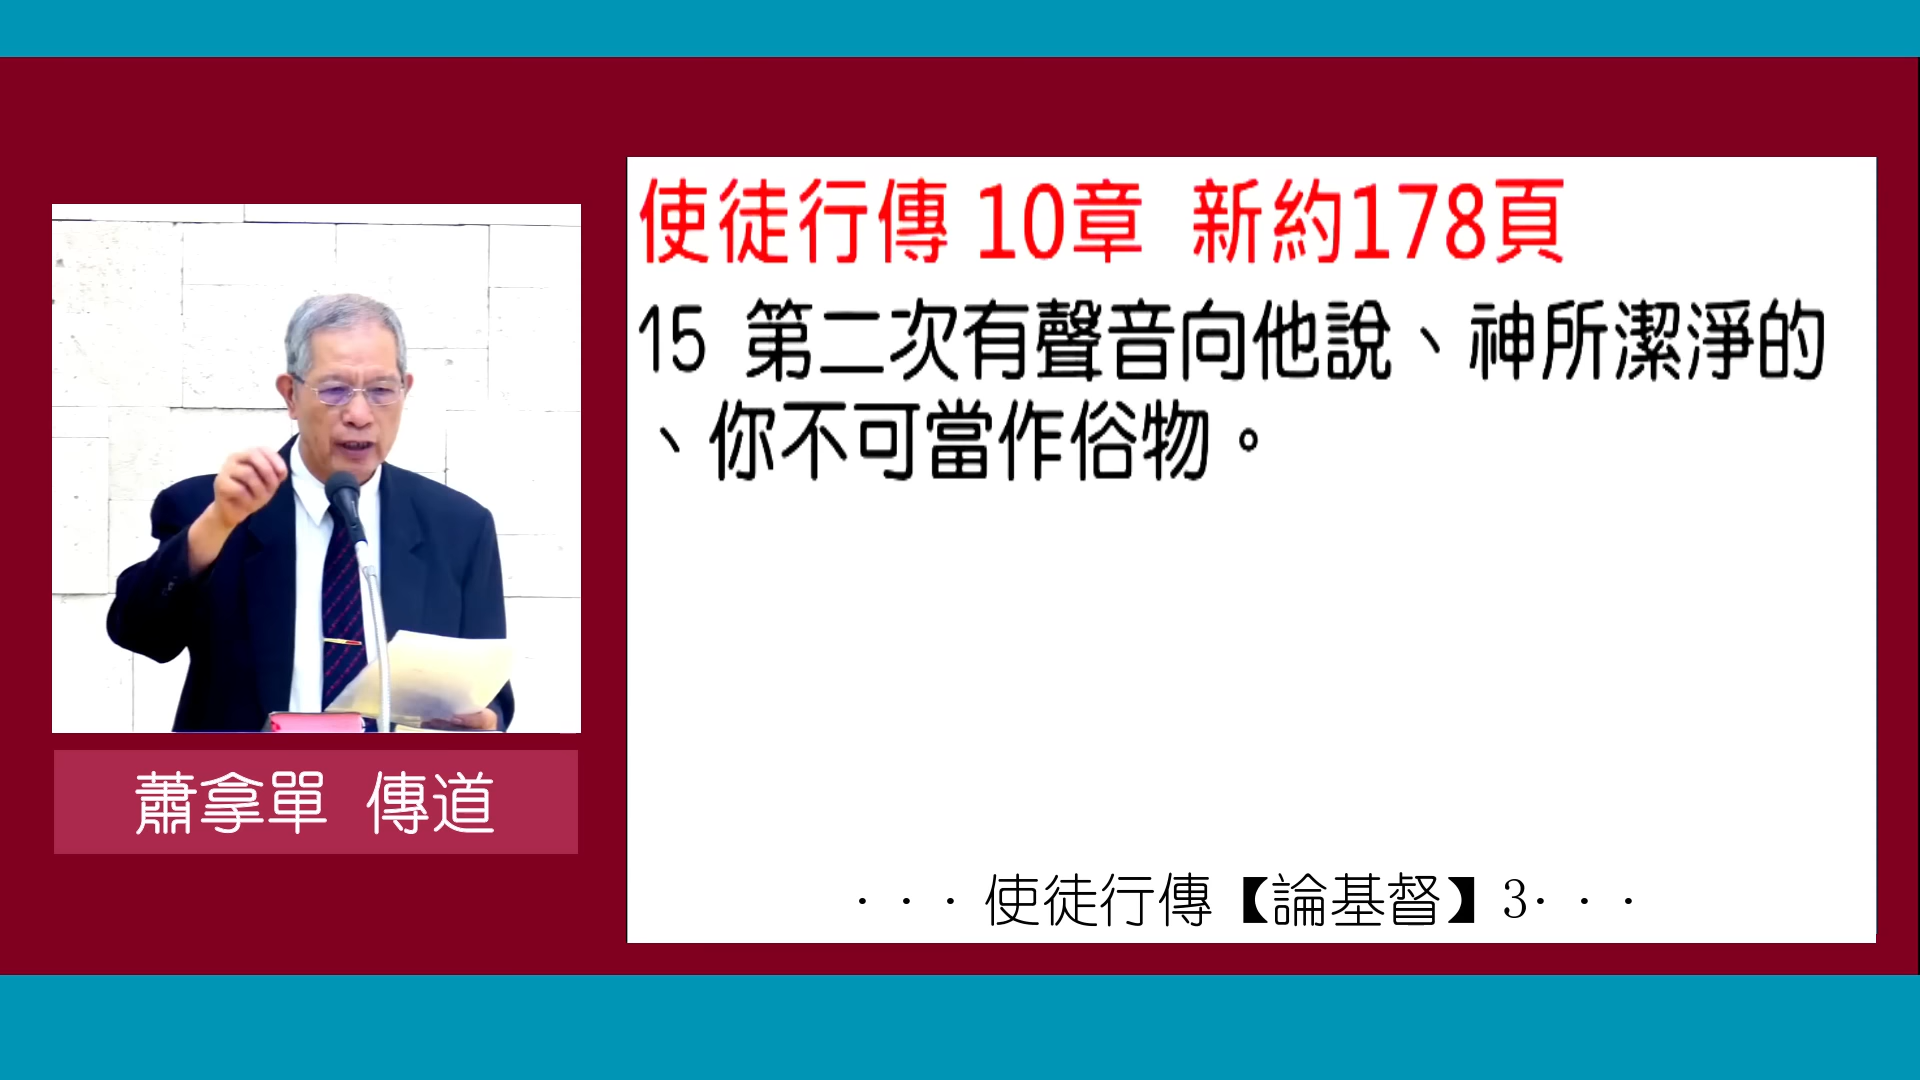 使徒行傳 10章 新約178頁
15 第二次有聲音向他說、神所潔淨的
、你不可當作俗物。
蕭拿單 傳道
···使徒行傳【論基督】3···